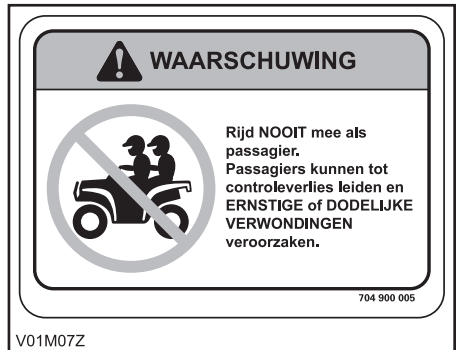 WAARSCHUWING
Rijd NOOIT mee als
passagier.
Passagiers kunnen tot
controleverlies leiden en
ERNSTIGE of DODELIJKE
VERWONDINGEN
veroorzaken.
704 900 005
V01M07Z